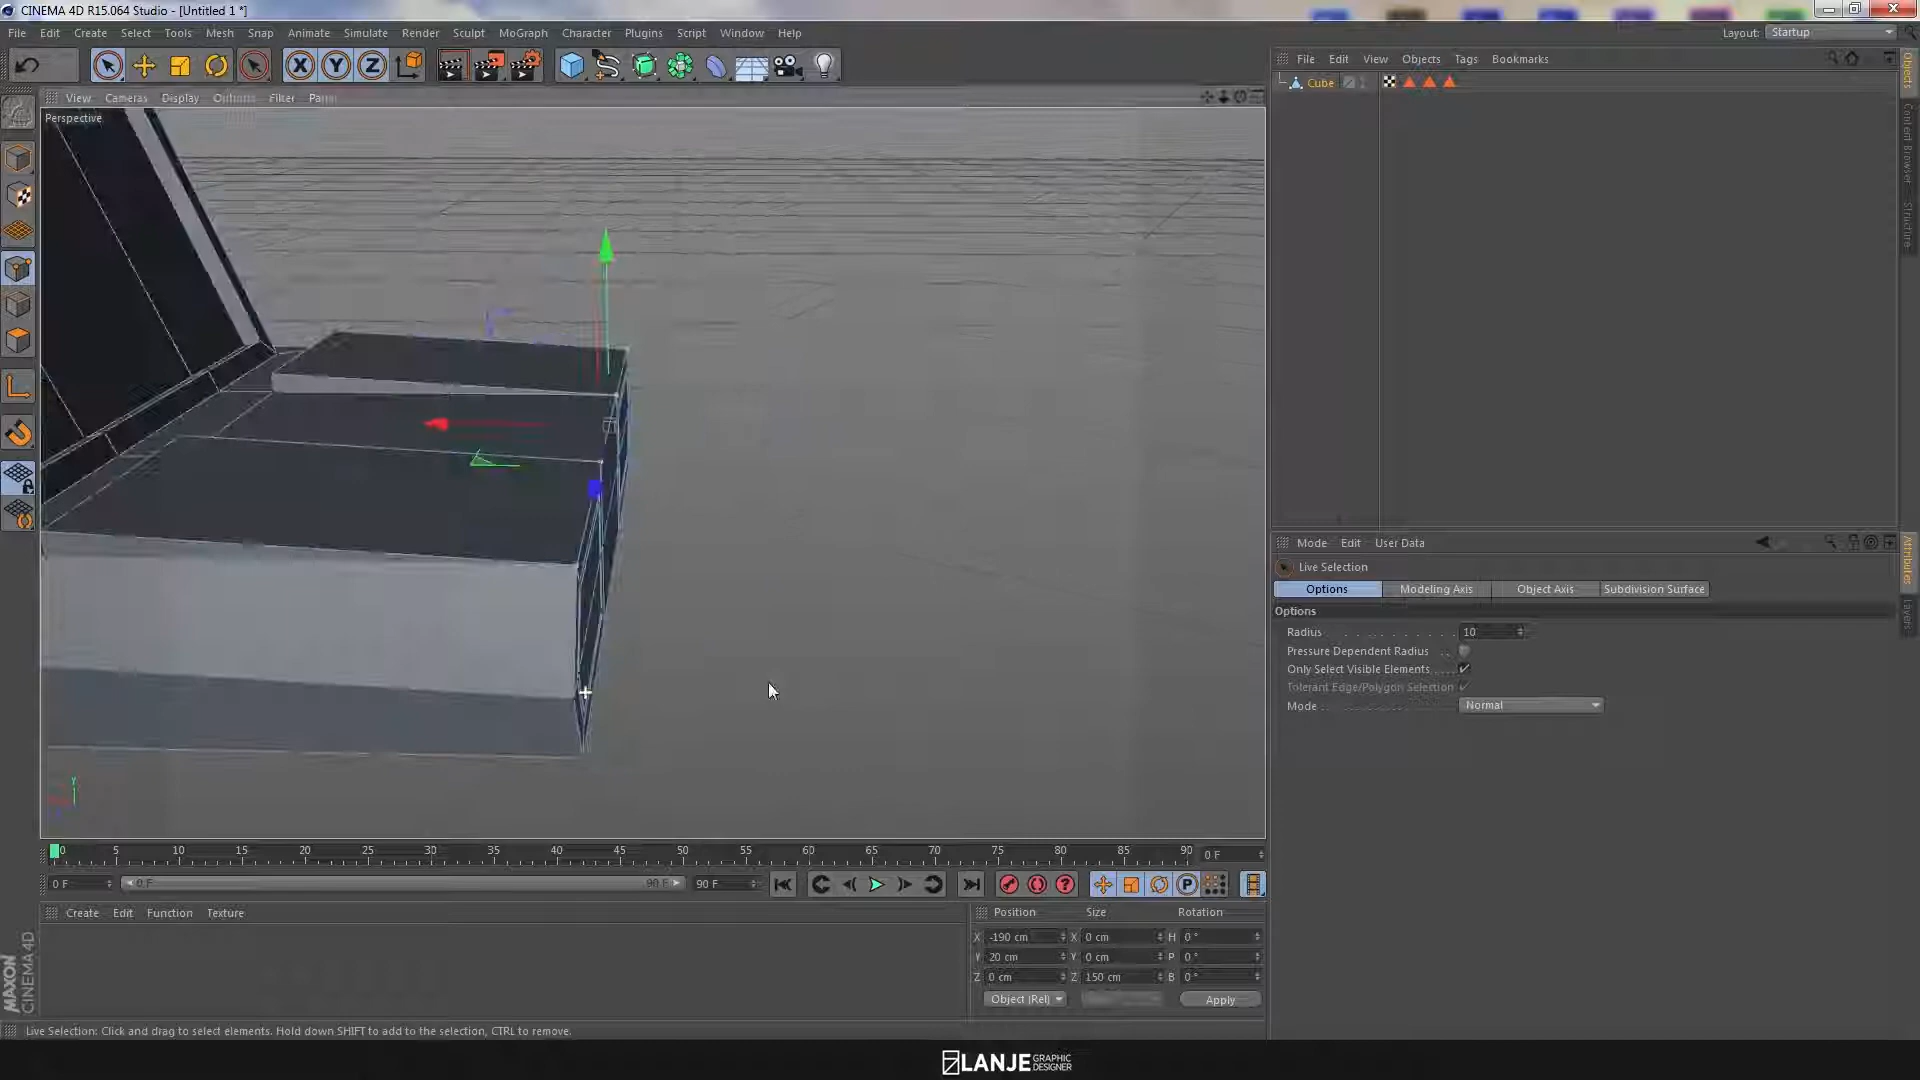 CINEMA 4D R15.064 Studio - [Untitled 1 *]
File Edit Create Select Tools Mesh Snap Animate Simulate Render Sculpt MoGraph Character Plugins Script Window Help
Layout: Startup
X Y Z
View Cameras Display Options Filter Panel
Perspective
File Edit View Objects Tags Bookmarks
Cube
Objects
Content Browser
Structure
Mode Edit User Data
Live Selection
Options Modeling Axis Object Axis Subdivision Surface
Options
Radius 10
Pressure Dependent Radius
Only Select Visible Elements
Tolerant Edge/Polygon Selection
Mode Normal
Attributes
Layers
0 5 10 15 20 25 30 35 40 45 50 55 60 65 70 75 80 85 90 0 F
0 F 0 F 90 F 90 F
Create Edit Function Texture
Position Size Rotation
X -190 cm X 0 cm H 0 °
Y 20 cm Y 0 cm P 0 °
Z 0 cm Z 150 cm B 0 °
Object (Rel) Apply
MAXON CINEMA 4D
Live Selection: Click and drag to select elements. Hold down SHIFT to add to the selection, CTRL to remove.
LANJE GRAPHIC DESIGNER